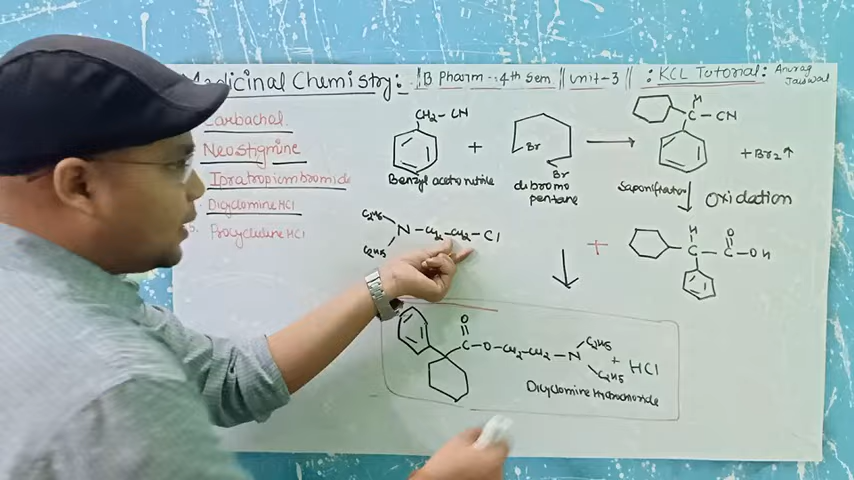 Medicinal Chemistry: B Pharm 4th Sem || Unit-3 || : KCL Tutorial: Anurag Jaiswal
Carbachol
Neostigmine
Ipratropiumbromide
Dicyclomine HCl
Procyclidine HCl
CH2 - CN
Benzyl acetonitrile
+
Br
Br
dibromo
pentane
H
C - CN
+ Br2↑
Saponification
Oxidation
C2H5
N - CH2 - CH2 - Cl
C2H5
+
H
O
C - C - OH
O
C - O - CH2 - CH2 - N
C2H5
C2H5
+ HCl
Dicyclomine Hydrochloride